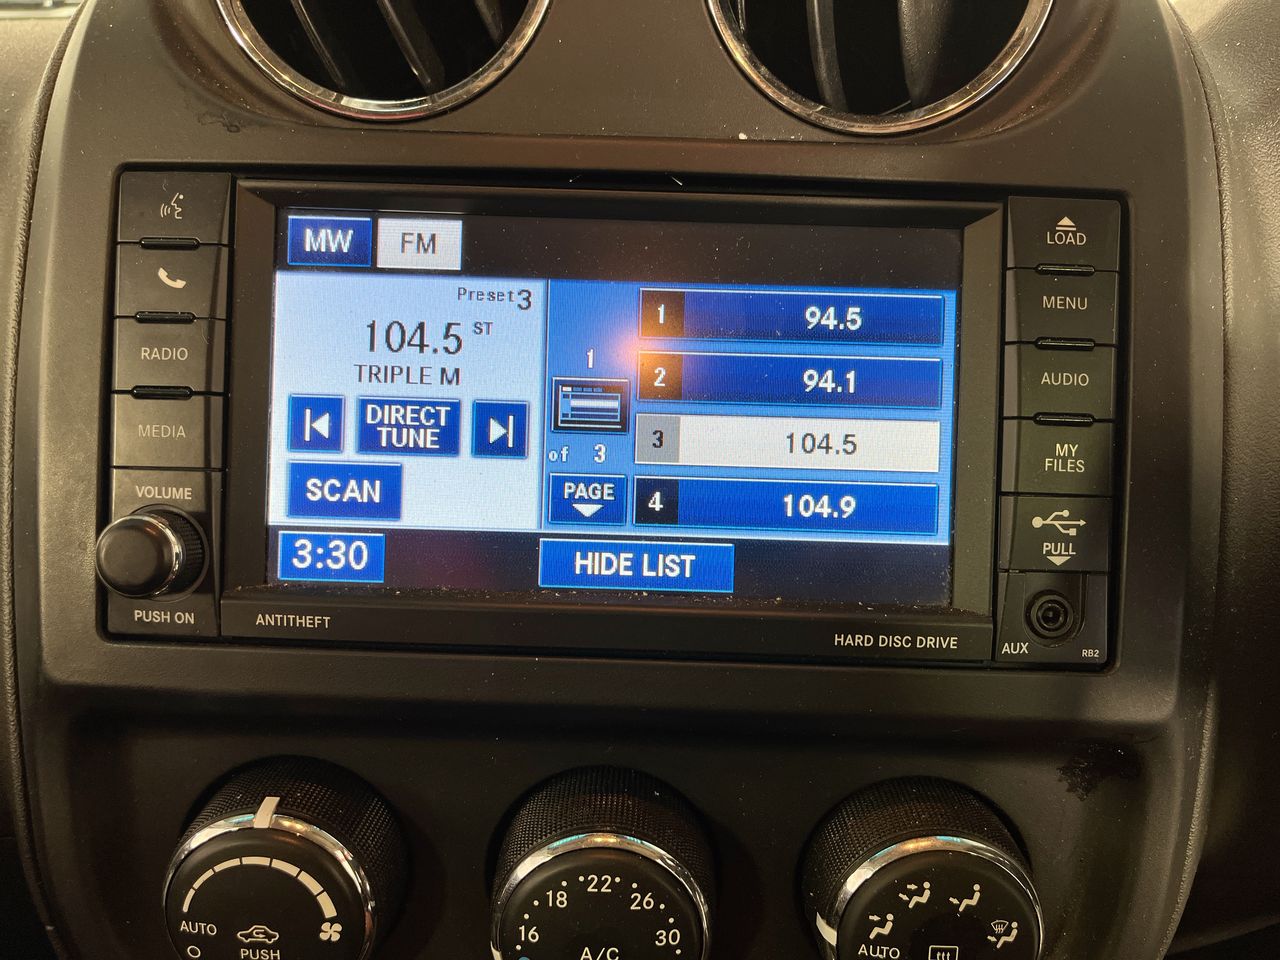 MW
FM
Preset 3
104.5 ST
TRIPLE M
DIRECT TUNE
SCAN
3:30
1
of 3
PAGE
1 94.5
2 94.1
3 104.5
4 104.9
HIDE LIST
RADIO
MEDIA
VOLUME
PUSH ON
LOAD
MENU
AUDIO
MY FILES
PULL
AUX
RB2
ANTITHEFT
HARD DISC DRIVE
AUTO
PUSH
16 18 22 26 30
A/C
AUTO